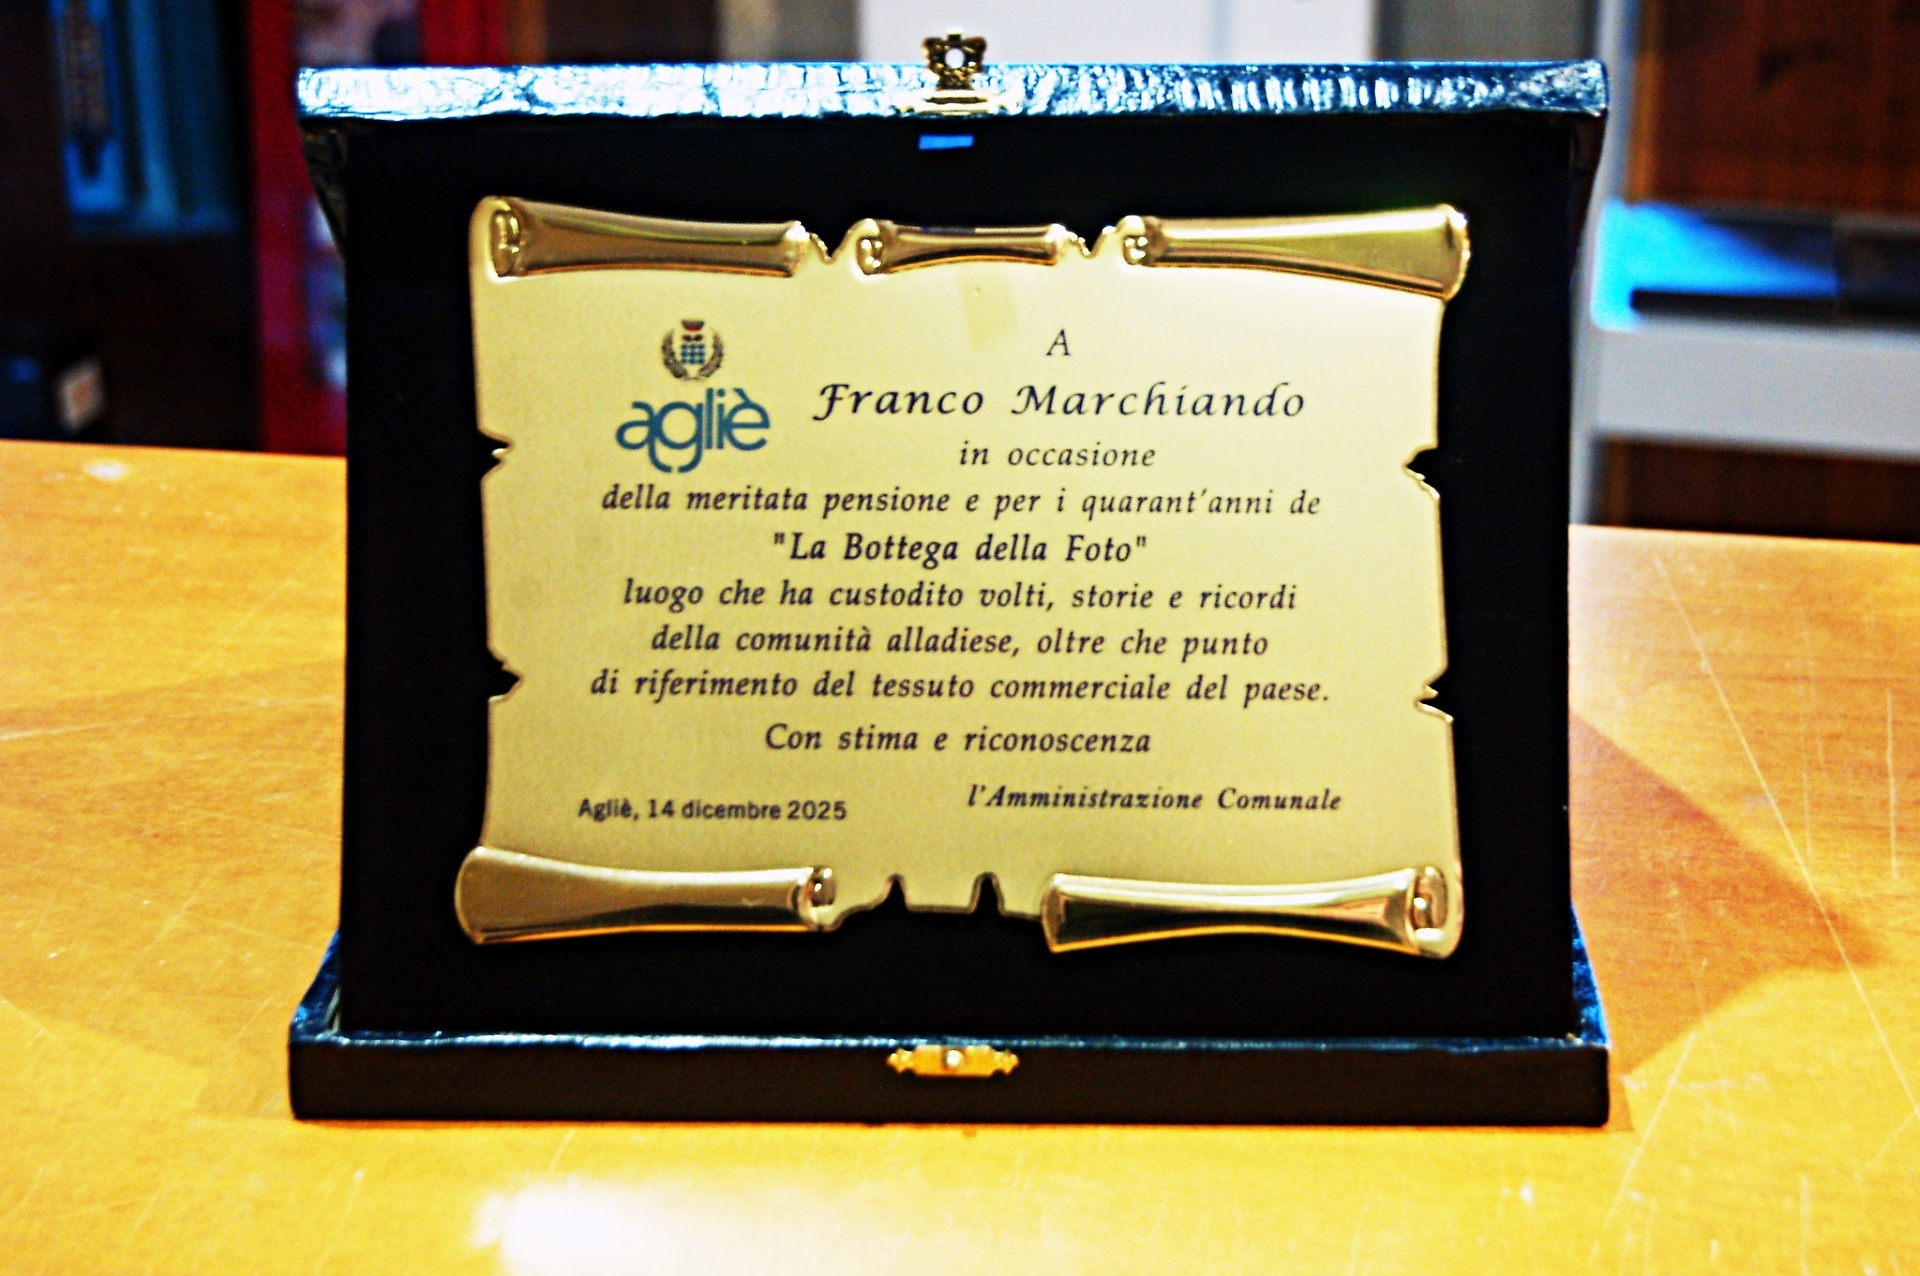 agliè
A
Franco Marchiando
in occasione
della meritata pensione e per i quarant'anni de
"La Bottega della Foto"
luogo che ha custodito volti, storie e ricordi
della comunità alladiese, oltre che punto
di riferimento del tessuto commerciale del paese.
Con stima e riconoscenza
Agliè, 14 dicembre 2025
l'Amministrazione Comunale